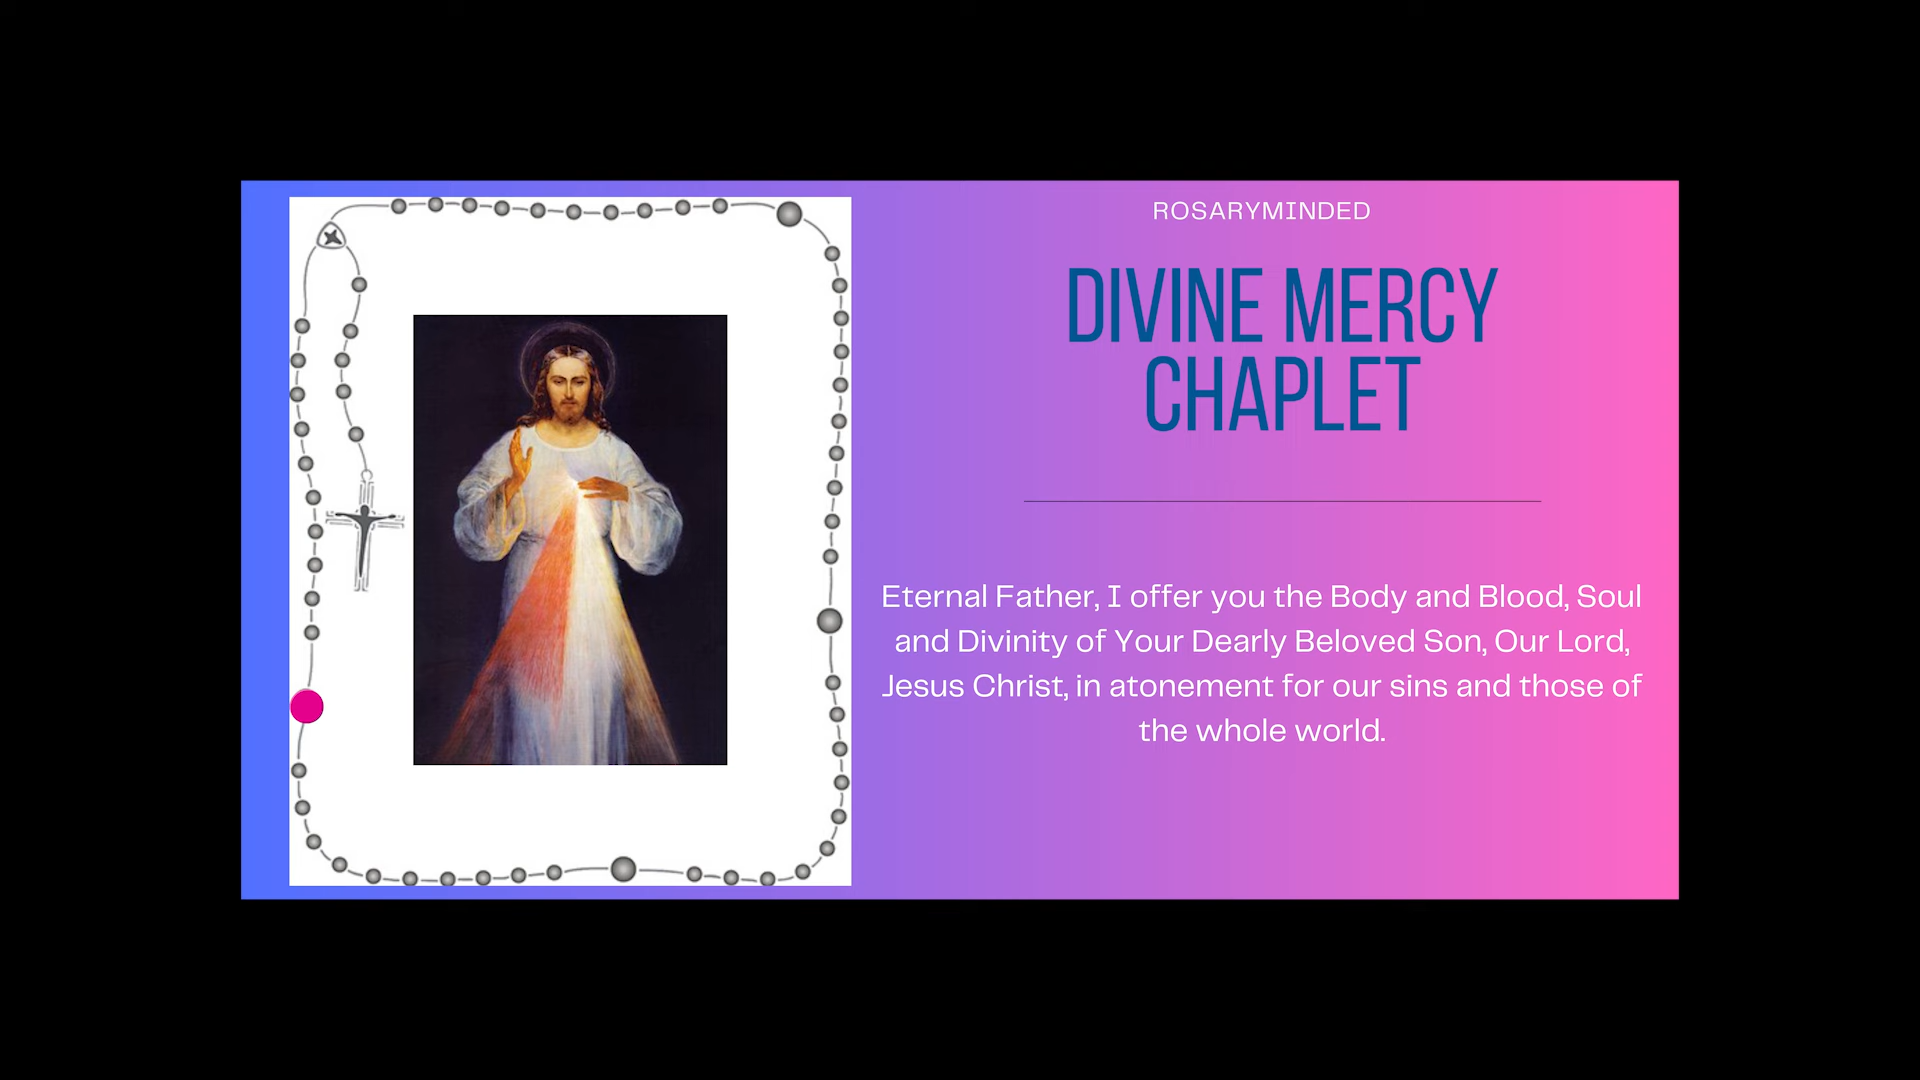 ROSARYMINDED
DIVINE MERCY
CHAPLET
Eternal Father, I offer you the Body and Blood, Soul
and Divinity of Your Dearly Beloved Son, Our Lord,
Jesus Christ, in atonement for our sins and those of
the whole world.